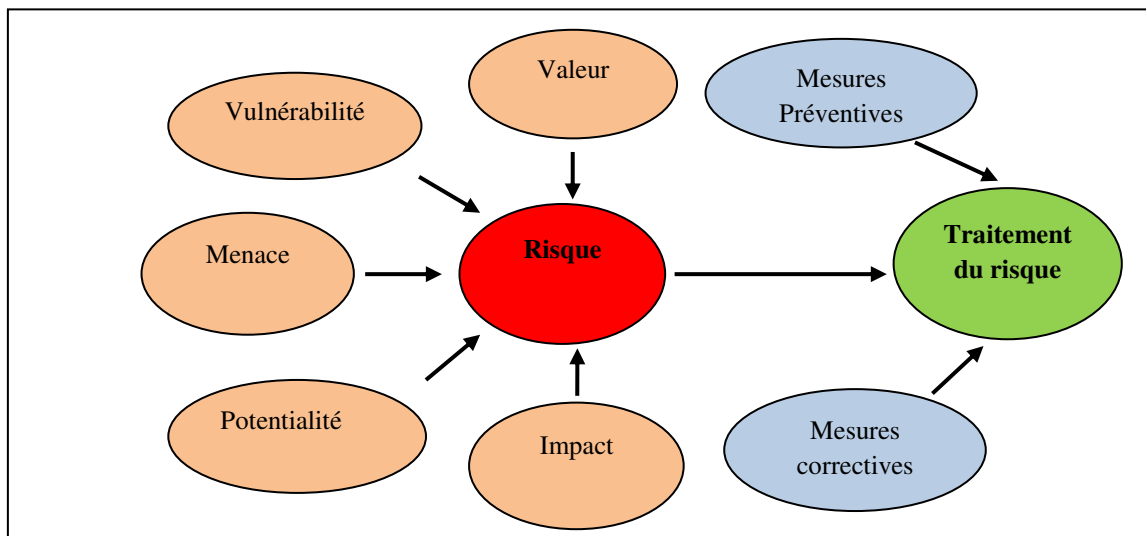 Valeur
Mesures
Préventives
Vulnérabilité
Menace
Risque
Traitement
du risque
Potentialité
Impact
Mesures
correctives